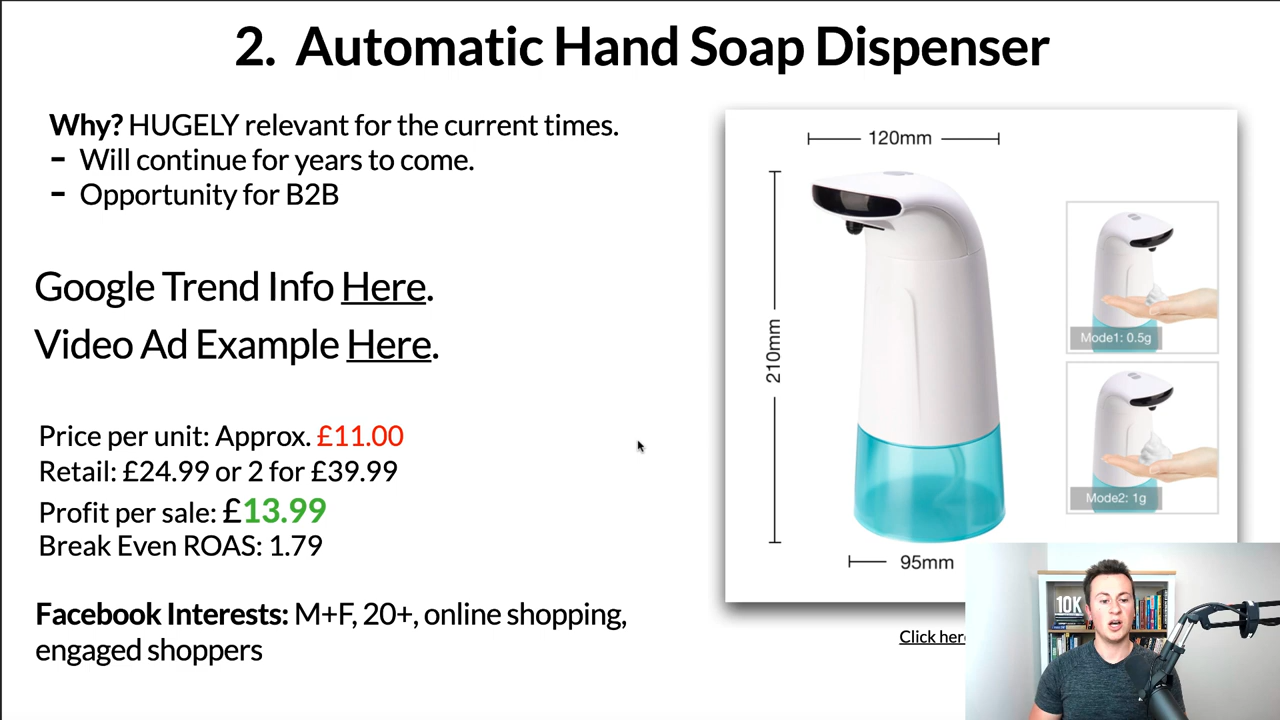 2. Automatic Hand Soap Dispenser
Why? HUGELY relevant for the current times.
- Will continue for years to come.
- Opportunity for B2B
Google Trend Info Here.
Video Ad Example Here.
Price per unit: Approx. £11.00
Retail: £24.99 or 2 for £39.99
Profit per sale: £13.99
Break Even ROAS: 1.79
Facebook Interests: M+F, 20+, online shopping,
engaged shoppers
120mm
210mm
95mm
Mode1: 0.5g
Mode2: 1g
Click here
10K